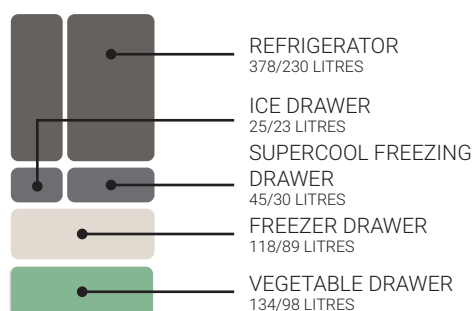 REFRIGERATOR
378/230 LITRES
ICE DRAWER
25/23 LITRES
SUPERCOOL FREEZING
DRAWER
45/30 LITRES
FREEZER DRAWER
118/89 LITRES
VEGETABLE DRAWER
134/98 LITRES